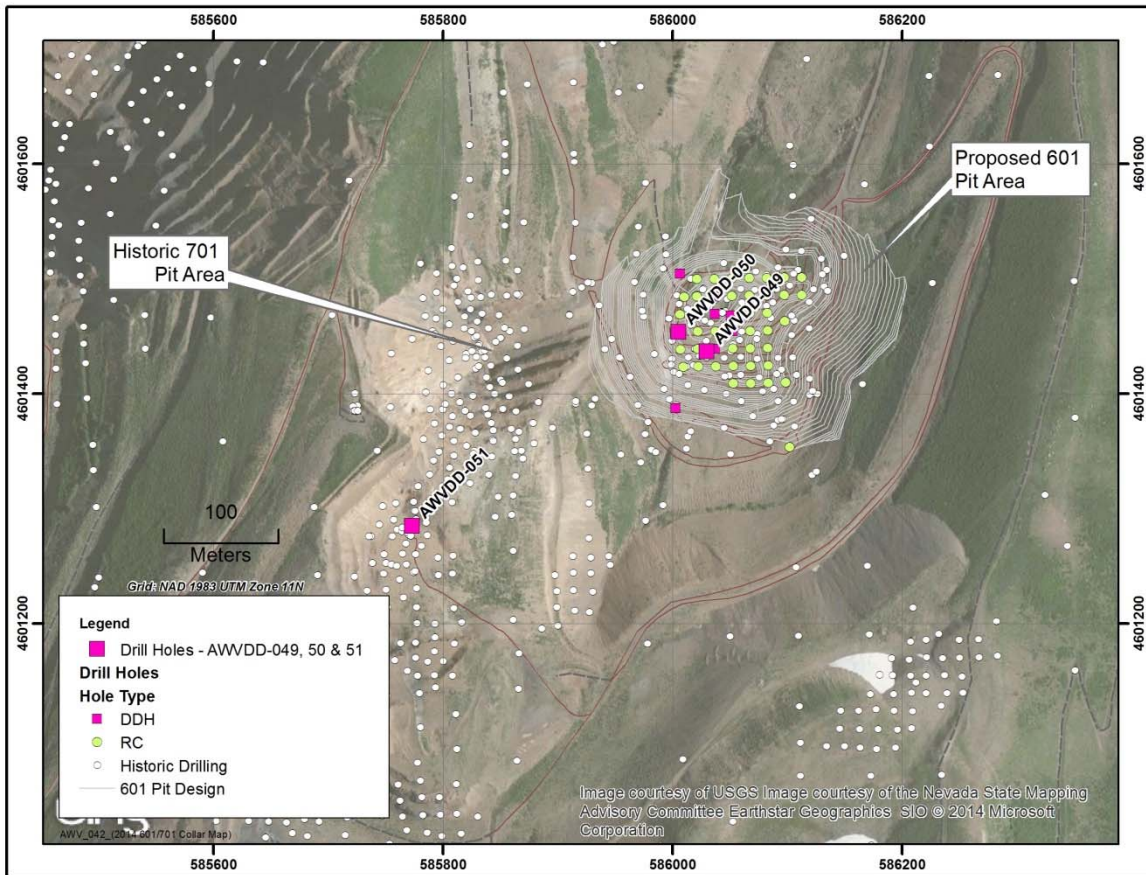 585600
585800
586000
586200
4601600
4601400
4601200
4601600
4601400
4601200
Proposed 601
Pit Area
Historic 701
Pit Area
AWVDD-050
AWVDD-049
AWVDD-051
100
Meters
Grid: NAD 1983 UTM Zone 11N
Legend
Drill Holes - AWVDD-049, 50 & 51
Drill Holes
Hole Type
DDH
RC
Historic Drilling
601 Pit Design
AWV_042_(2014 601/701 Collar Map)
Image courtesy of USGS Image courtesy of the Nevada State Mapping
Advisory Committee Earthstar Geographics SIO © 2014 Microsoft
Corporation
585600
585800
586000
586200